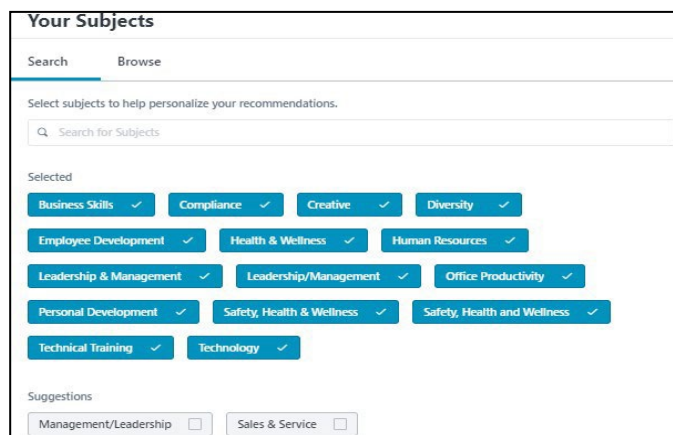 Your Subjects
Search Browse
Select subjects to help personalize your recommendations.
Search for Subjects
Selected
Business Skills Compliance Creative Diversity
Employee Development Health & Wellness Human Resources
Leadership & Management Leadership/Management Office Productivity
Personal Development Safety, Health & Wellness Safety, Health and Wellness
Technical Training Technology
Suggestions
Management/Leadership Sales & Service